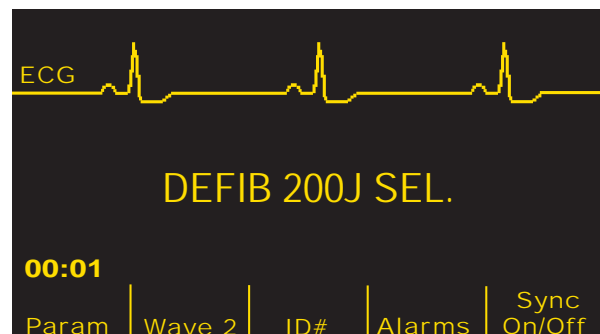 ECG
DEFIB 200J SEL.
00:01
Param Wave 2 ID# Alarms Sync On/Off